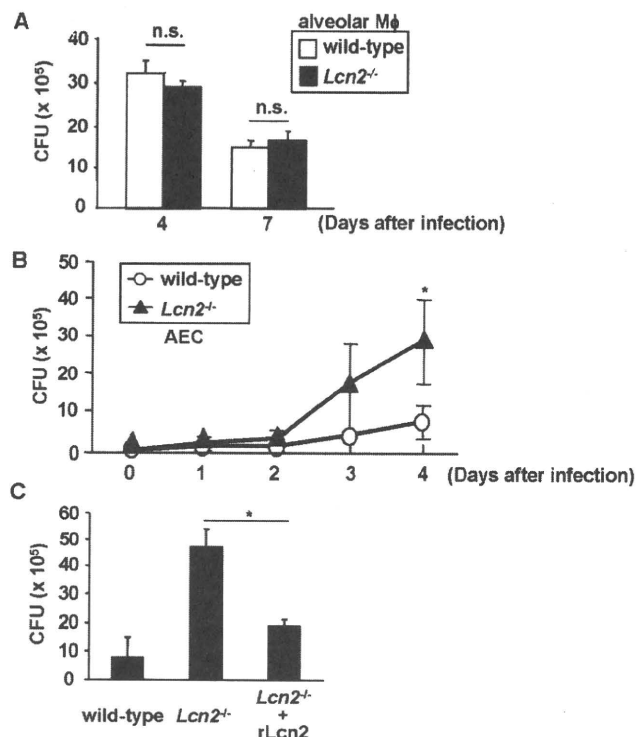 A
alveolar Mϕ
wild-type
Lcn2-/-
n.s.
n.s.
CFU (x 10⁵)
40
30
20
10
0
4 7 (Days after infection)
B
wild-type
Lcn2-/-
AEC
*
CFU (x 10⁵)
50
40
30
20
10
0
0 1 2 3 4 (Days after infection)
C
*
CFU (x 10⁵)
60
50
40
30
20
10
0
wild-type Lcn2-/- Lcn2-/-
+
rLcn2